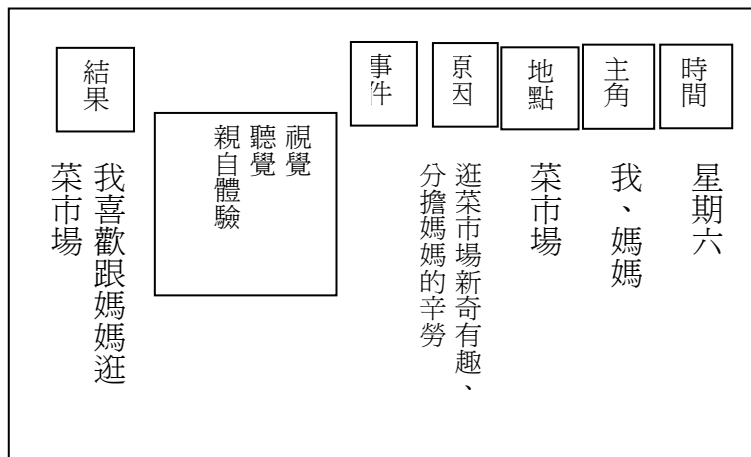 時間
星期六
主角
我、媽媽
地點
菜市場
原因
逛菜市場新奇有趣、
分擔媽媽的辛勞
事件
視覺
聽覺
親自體驗
結果
我喜歡跟媽媽逛
菜市場